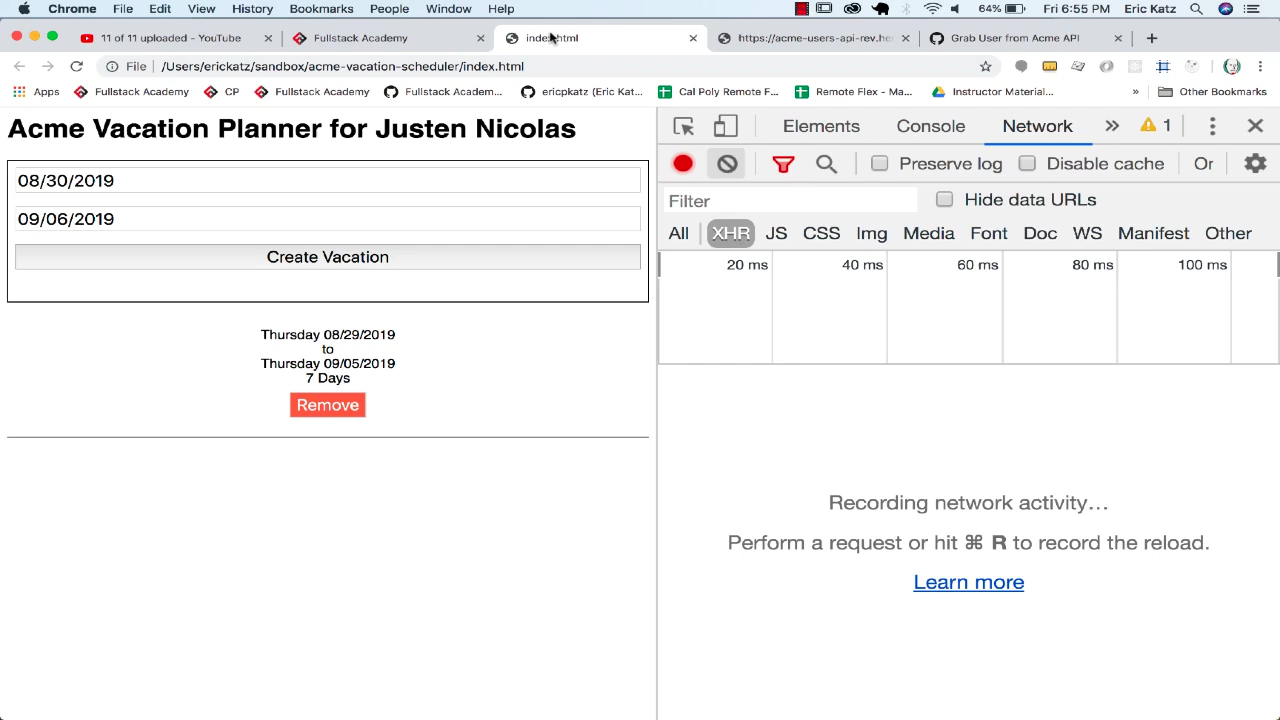 Chrome File Edit View History Bookmarks People Window Help 64% Fri 6:55 PM Eric Katz
11 of 11 uploaded - YouTube Fullstack Academy index.html https://acme-users-api-rev.he Grab User from Acme API
File /Users/erickatz/sandbox/acme-vacation-scheduler/index.html
Apps Fullstack Academy CP Fullstack Academy Fullstack Academ... ericpkatz (Eric Kat... Cal Poly Remote F... Remote Flex - Ma... Instructor Material... » Other Bookmarks
Acme Vacation Planner for Justen Nicolas
08/30/2019
09/06/2019
Create Vacation
Thursday 08/29/2019
to
Thursday 09/05/2019
7 Days
Remove
Elements Console Network » 1
Preserve log Disable cache Or
Filter Hide data URLs
All XHR JS CSS Img Media Font Doc WS Manifest Other
20 ms 40 ms 60 ms 80 ms 100 ms
Recording network activity…
Perform a request or hit ⌘ R to record the reload.
Learn more